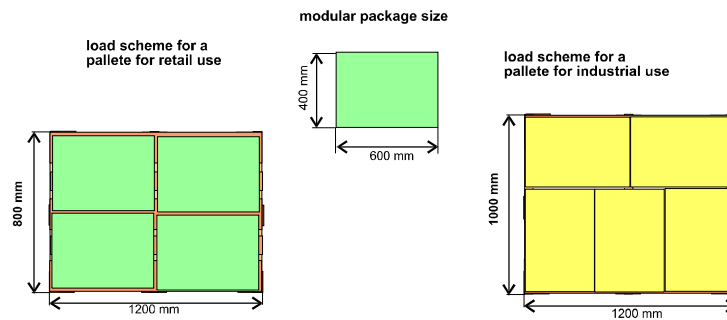 modular package size
load scheme for a
pallete for retail use
load scheme for a
pallete for industrial use
400 mm
600 mm
800 mm
1200 mm
1000 mm
1200 mm